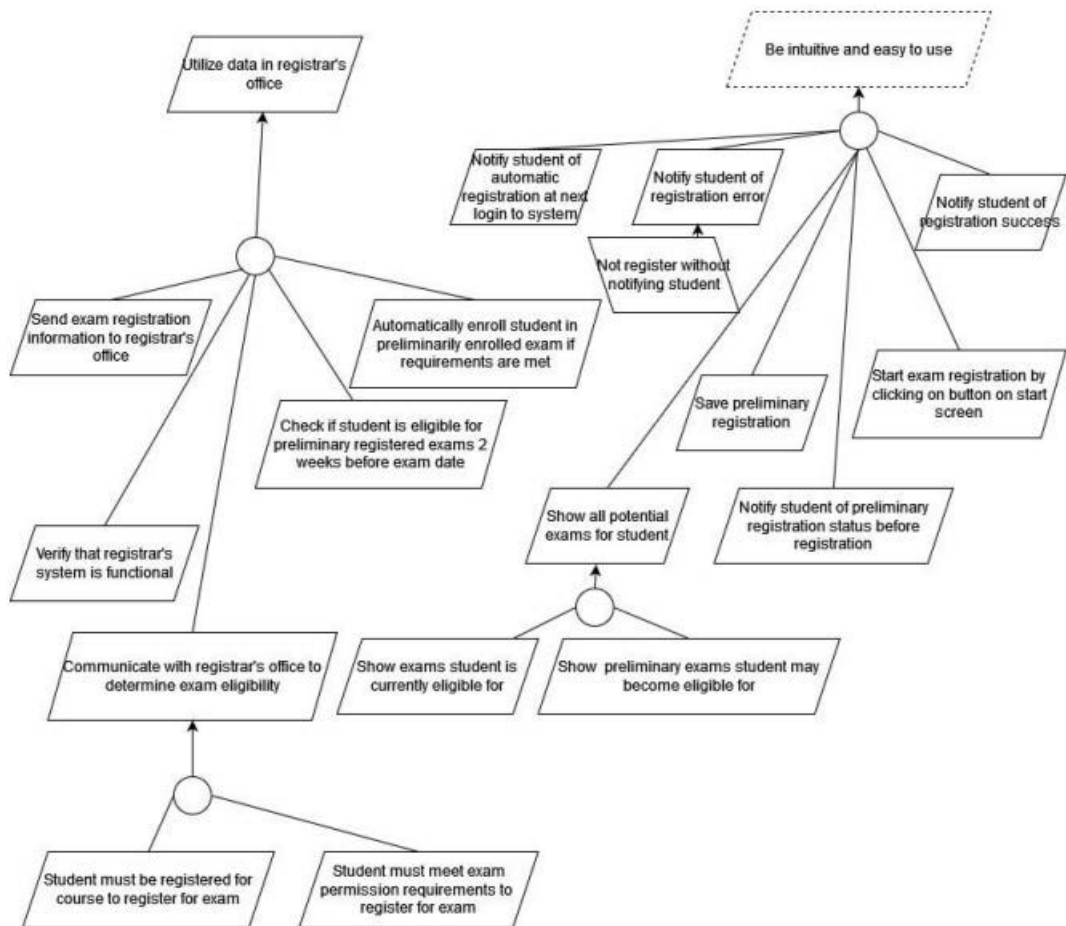 Utilize data in registrar's
office
Be intuitive and easy to use
Notify student of
automatic
registration at next
login to system
Notify student of
registration error
Notify student of
registration success
Not register without
notifying student
Send exam registration
information to registrar's
office
Automatically enroll student in
preliminarily enrolled exam if
requirements are met
Check if student is eligible for
preliminary registered exams 2
weeks before exam date
Start exam registration by
clicking on button on start
screen
Save preliminary
registration
Verify that registrar's
system is functional
Show all potential
exams for student
Notify student of preliminary
registration status before
registration
Communicate with registrar's office to
determine exam eligibility
Show exams student is
currently eligible for
Show preliminary exams student may
become eligible for
Student must be registered for
course to register for exam
Student must meet exam
permission requirements to
register for exam